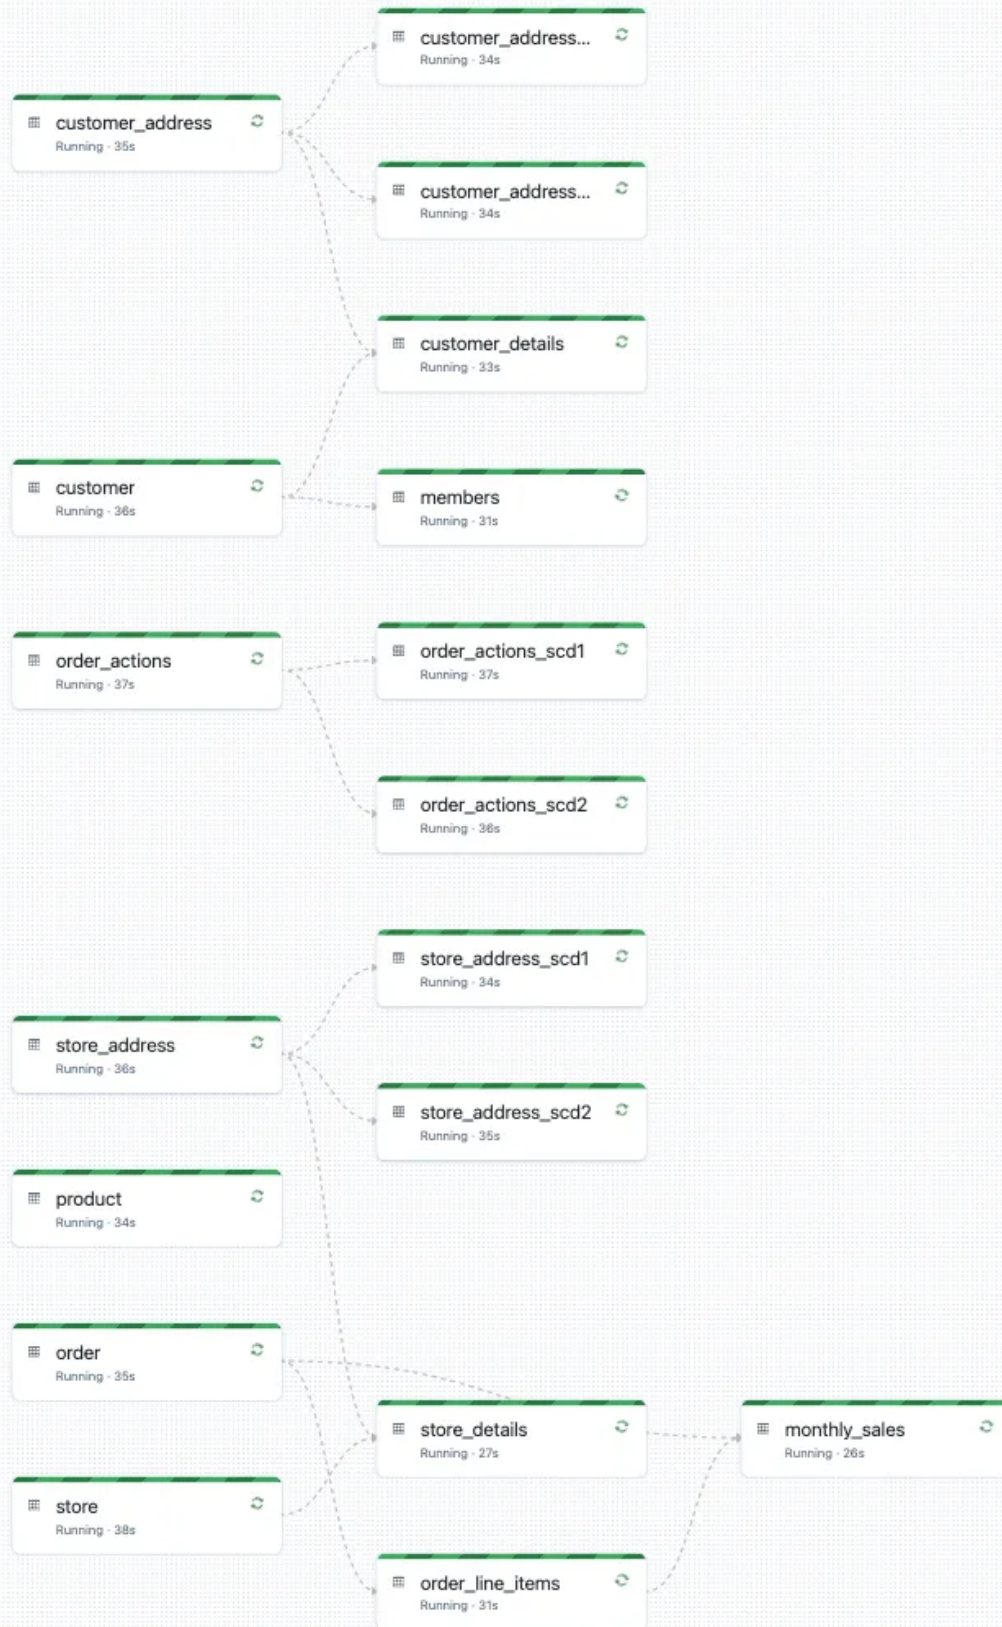 customer_address...
Running · 34s
customer_address
Running · 35s
customer_address...
Running · 34s
customer_details
Running · 33s
customer
Running · 36s
members
Running · 31s
order_actions
Running · 37s
order_actions_scd1
Running · 37s
order_actions_scd2
Running · 36s
store_address_scd1
Running · 34s
store_address
Running · 36s
store_address_scd2
Running · 35s
product
Running · 34s
order
Running · 35s
store_details
Running · 27s
monthly_sales
Running · 26s
store
Running · 38s
order_line_items
Running · 31s